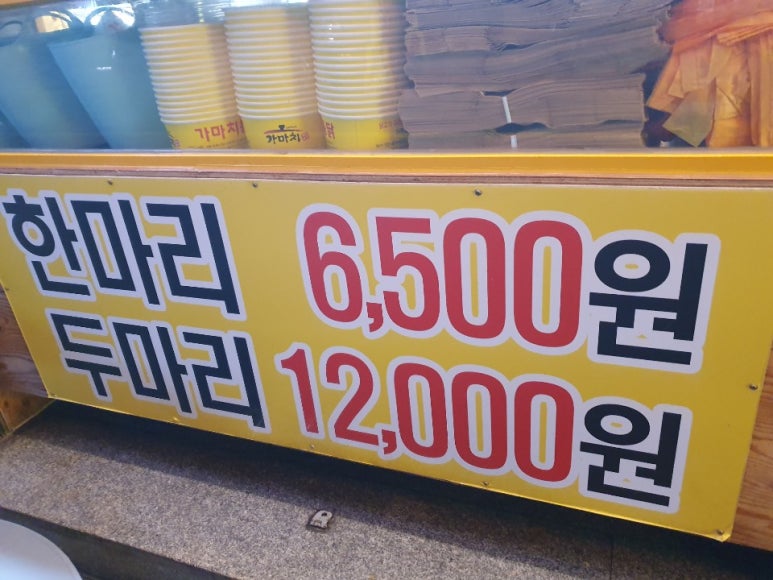 가마치
가마치
닭
한마리 6,500원
두마리 12,000원